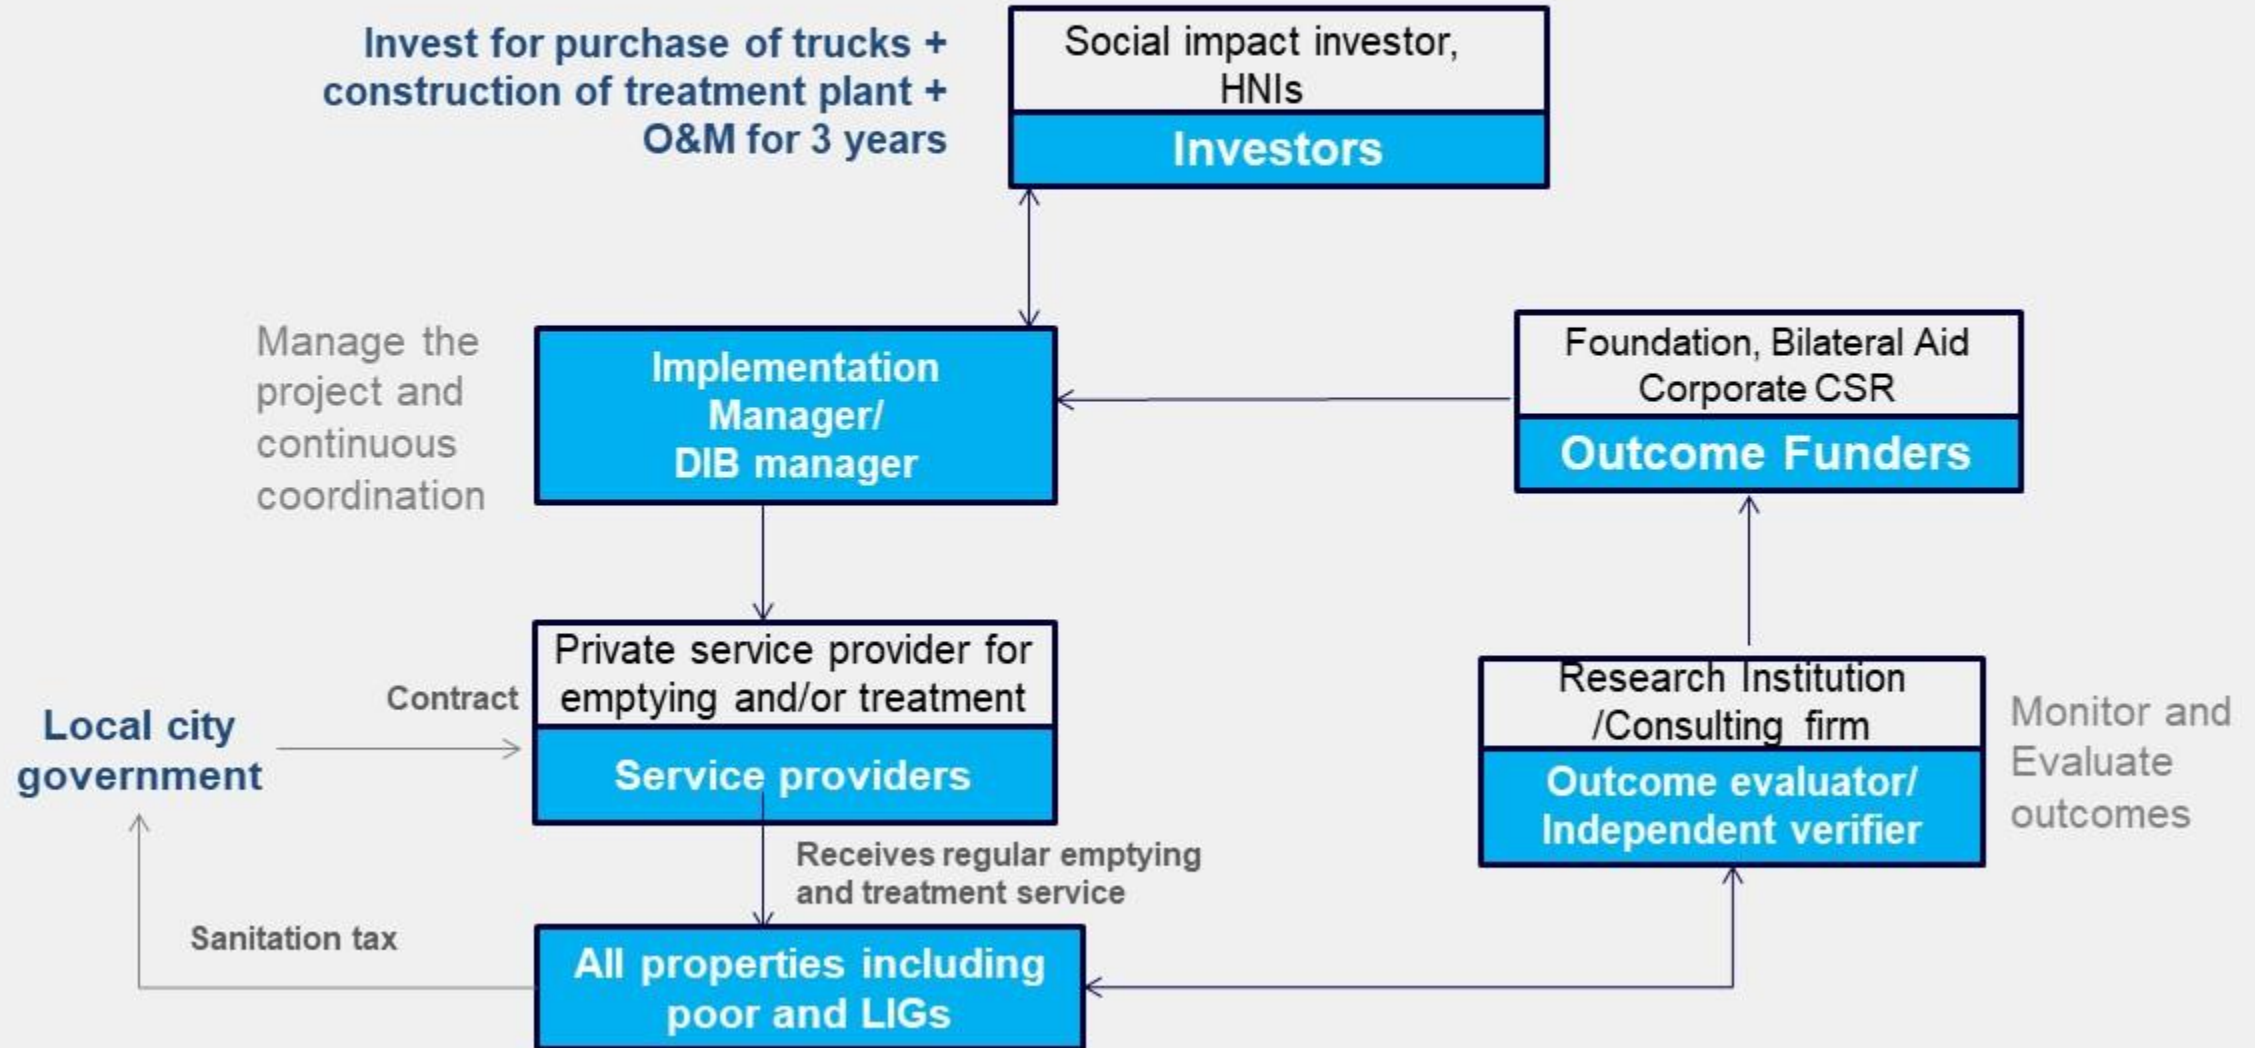 Invest for purchase of trucks +
construction of treatment plant +
O&M for 3 years
Social impact investor,
HNIs
Investors
Manage the
project and
continuous
coordination
Implementation
Manager/
DIB manager
Foundation, Bilateral Aid
Corporate CSR
Outcome Funders
Local city
government
Contract
Private service provider for
emptying and/or treatment
Service providers
Research Institution
/Consulting firm
Outcome evaluator/
Independent verifier
Monitor and
Evaluate
outcomes
Receives regular emptying
and treatment service
Sanitation tax
All properties including
poor and LIGs